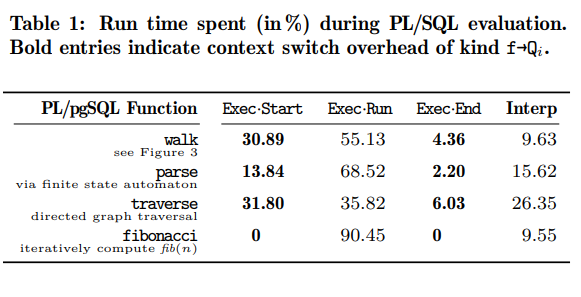 Table 1: Run time spent (in %) during PL/SQL evaluation.
Bold entries indicate context switch overhead of kind f→Qi.
PL/pgSQL Function Exec·Start Exec·Run Exec·End Interp
walk 30.89 55.13 4.36 9.63
see Figure 3
parse 13.84 68.52 2.20 15.62
via finite state automaton
traverse 31.80 35.82 6.03 26.35
directed graph traversal
fibonacci 0 90.45 0 9.55
iteratively compute fib(n)